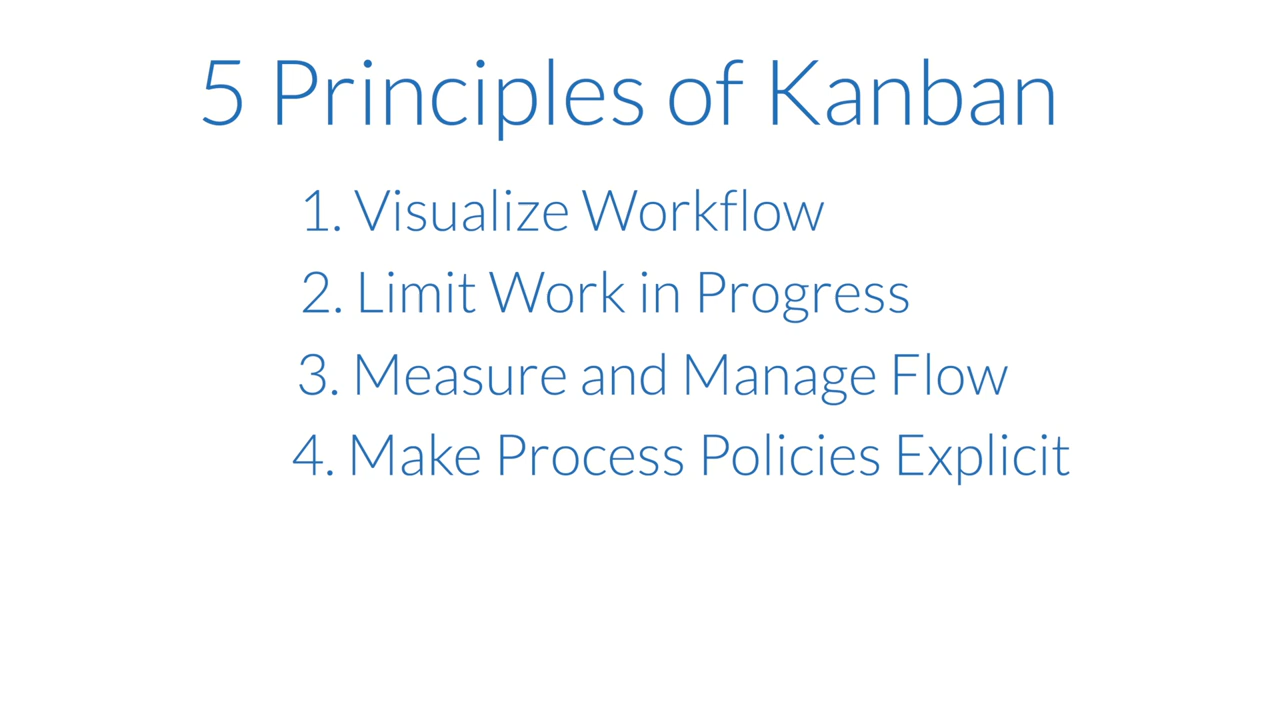 5 Principles of Kanban
1. Visualize Workflow
2. Limit Work in Progress
3. Measure and Manage Flow
4. Make Process Policies Explicit